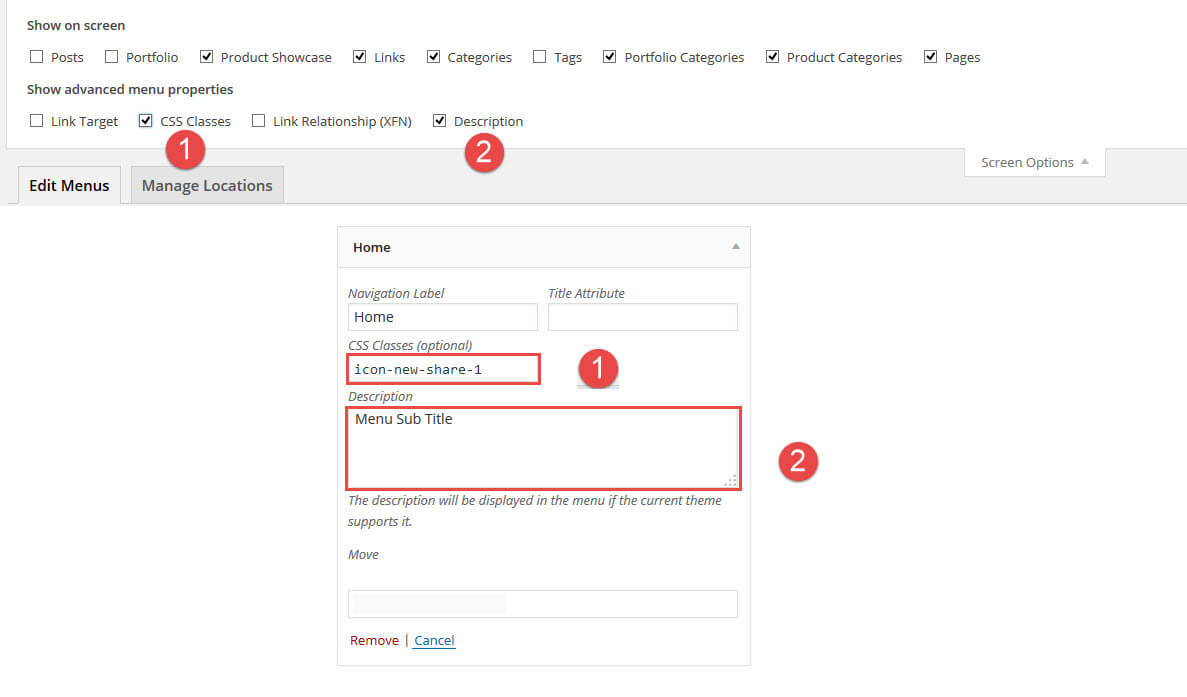 Show on screen
Posts Portfolio Product Showcase Links Categories Tags Portfolio Categories Product Categories Pages
Show advanced menu properties
Link Target CSS Classes Link Relationship (XFN) Description
1 2
Screen Options
Edit Menus Manage Locations
Home
Navigation Label Title Attribute
Home
CSS Classes (optional)
icon-new-share-1 1
Description
Menu Sub Title
2
The description will be displayed in the menu if the current theme
supports it.
Move
Remove | Cancel